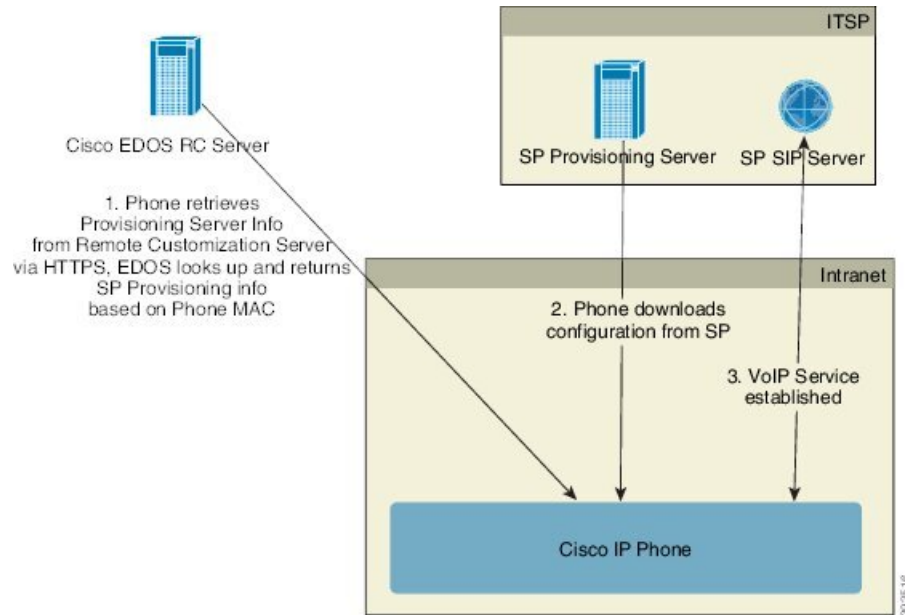 ITSP
Cisco EDOS RC Server
SP Provisioning Server
SP SIP Server
1. Phone retrieves
Provisioning Server Info
from Remote Customization Server
via HTTPS, EDOS looks up and returns
SP Provisioning info
based on Phone MAC
Intranet
2. Phone downloads
configuration from SP
3. VoIP Service
established
Cisco IP Phone